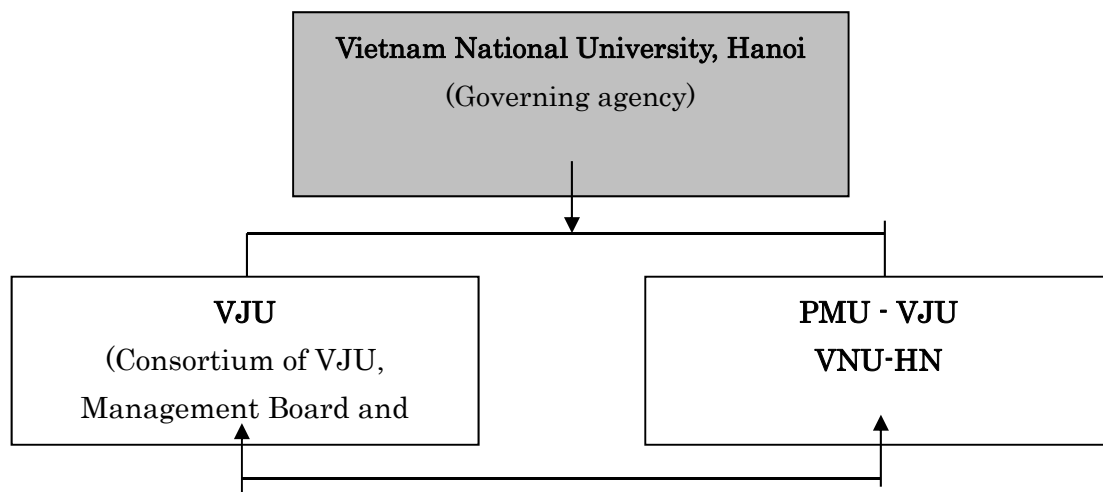 Vietnam National University, Hanoi
(Governing agency)
VJU
(Consortium of VJU,
Management Board and
PMU - VJU
VNU-HN